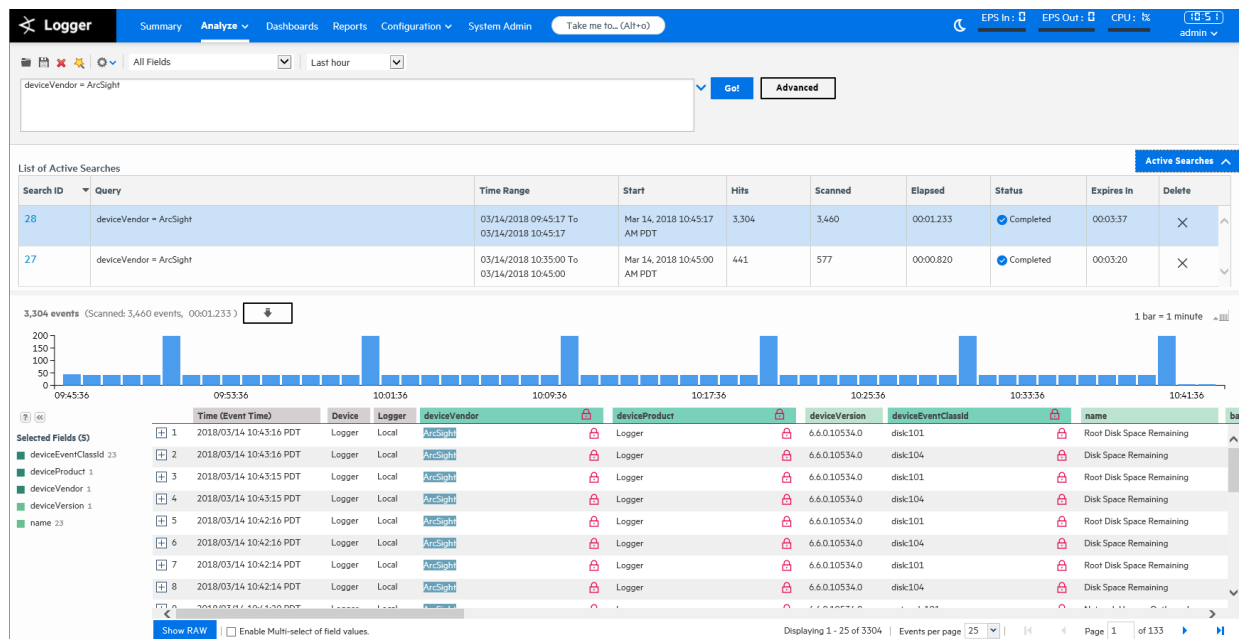 Logger Summary Analyze Dashboards Reports Configuration System Admin Take me to... (Alt+o) EPS In : EPS Out : CPU : %
admin
All Fields Last hour
deviceVendor = ArcSight Go! Advanced
Active Searches
List of Active Searches
Search ID Query Time Range Start Hits Scanned Elapsed Status Expires In Delete
28 deviceVendor = ArcSight 03/14/2018 09:45:17 To Mar 14, 2018 10:45:17 3,304 3,460 00:01.233 Completed 00:03:37
03/14/2018 10:45:17 AM PDT
27 deviceVendor = ArcSight 03/14/2018 10:35:00 To Mar 14, 2018 10:45:00 441 577 00:00.820 Completed 00:03:20
03/14/2018 10:45:00 AM PDT
3,304 events (Scanned: 3,460 events, 00:01.233 ) 1 bar = 1 minute
200
150
100
50
0
09:45:36 09:53:36 10:01:36 10:09:36 10:17:36 10:25:36 10:33:36 10:41:36
? Time (Event Time) Device Logger deviceVendor deviceProduct deviceVersion deviceEventClassId name ba
Selected Fields (5)
deviceEventClassId 23
deviceProduct 1
deviceVendor 1
deviceVersion 1
name 23
1 2018/03/14 10:43:16 PDT Logger Local ArcSight Logger 6.6.0.10534.0 disk:101 Root Disk Space Remaining
2 2018/03/14 10:43:16 PDT Logger Local ArcSight Logger 6.6.0.10534.0 disk:104 Disk Space Remaining
3 2018/03/14 10:43:15 PDT Logger Local ArcSight Logger 6.6.0.10534.0 disk:101 Root Disk Space Remaining
4 2018/03/14 10:43:15 PDT Logger Local ArcSight Logger 6.6.0.10534.0 disk:104 Disk Space Remaining
5 2018/03/14 10:42:16 PDT Logger Local ArcSight Logger 6.6.0.10534.0 disk:101 Root Disk Space Remaining
6 2018/03/14 10:42:16 PDT Logger Local ArcSight Logger 6.6.0.10534.0 disk:104 Disk Space Remaining
7 2018/03/14 10:42:14 PDT Logger Local ArcSight Logger 6.6.0.10534.0 disk:101 Root Disk Space Remaining
8 2018/03/14 10:42:14 PDT Logger Local ArcSight Logger 6.6.0.10534.0 disk:104 Disk Space Remaining
Show RAW Enable Multi-select of field values. Displaying 1 - 25 of 3304 Events per page 25 Page 1 of 133